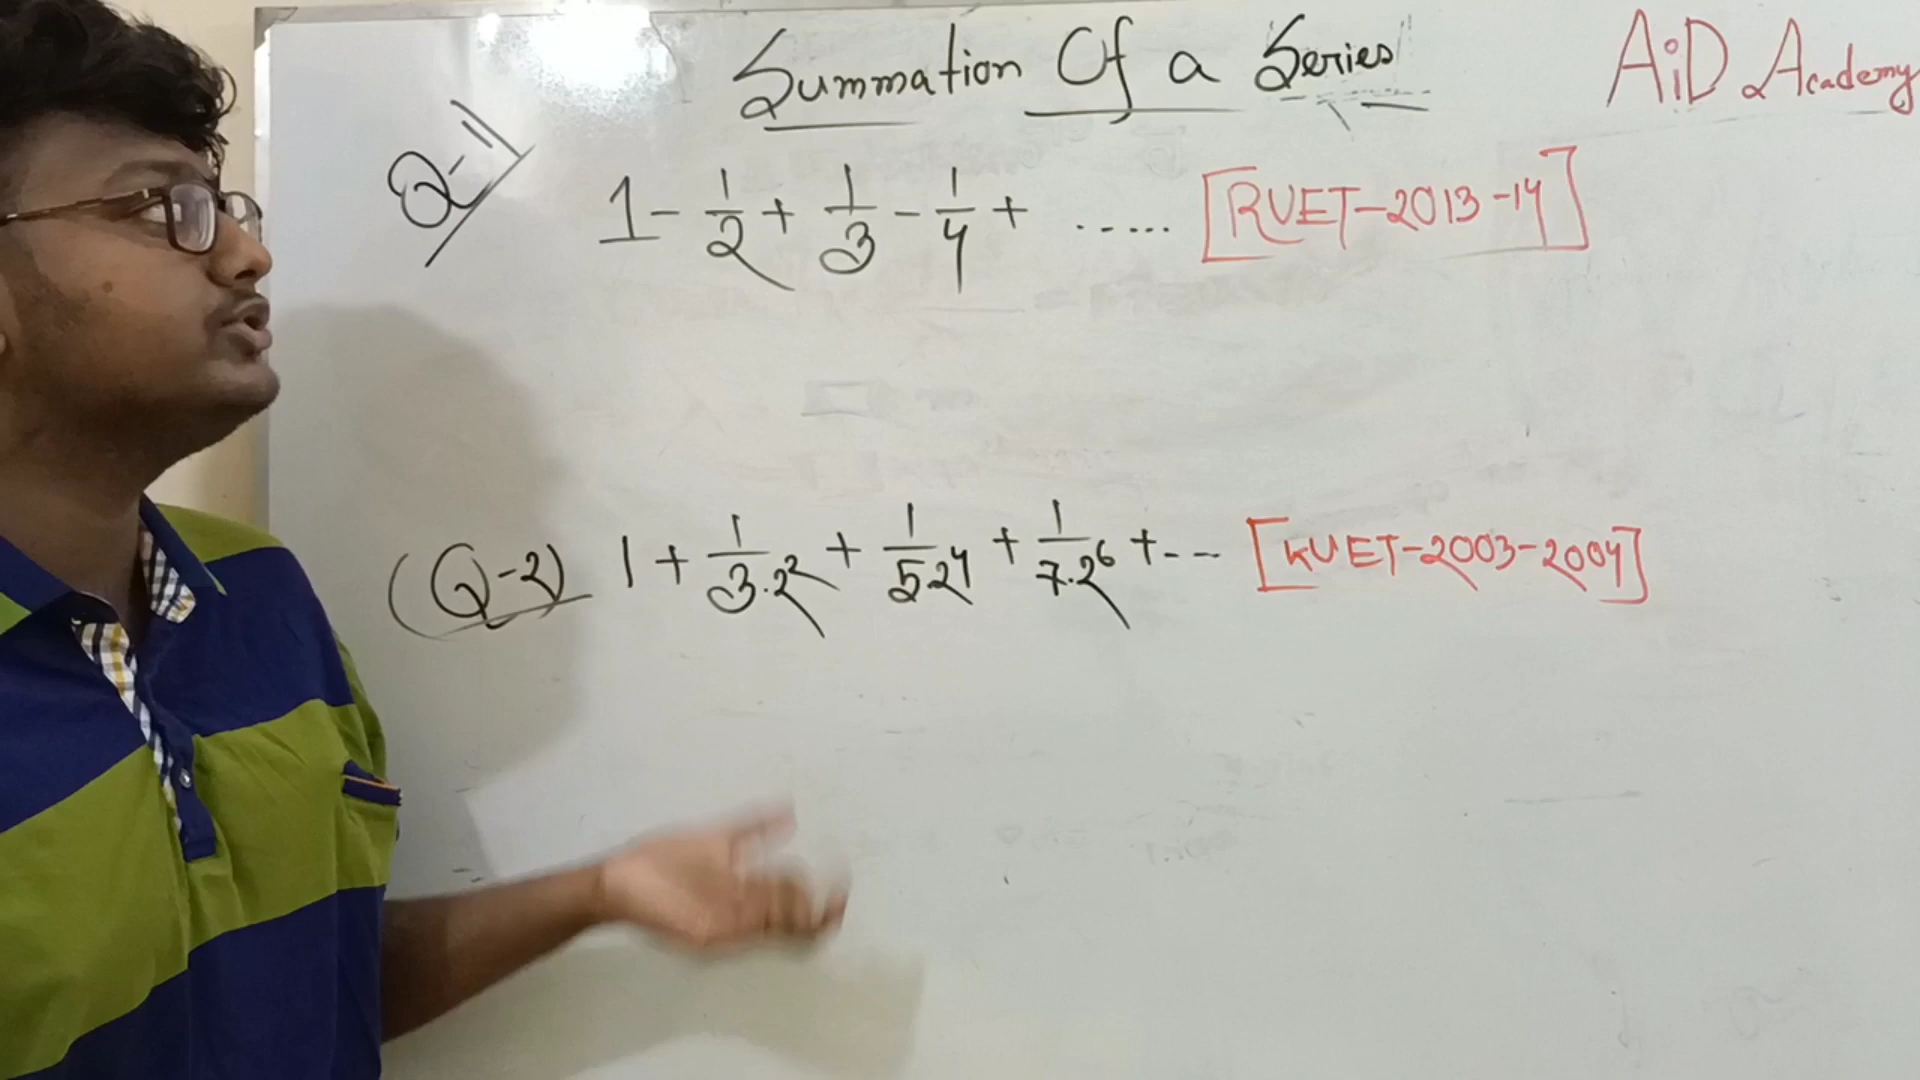 Summation Of a Series
AiD Academy
Q-1 1 - 1/2 + 1/3 - 1/4 + ...... [RUET-2013-14]
(Q-2) 1 + 1/3.2² + 1/5.2⁴ + 1/7.2⁶ + --- [KUET-2003-2004]